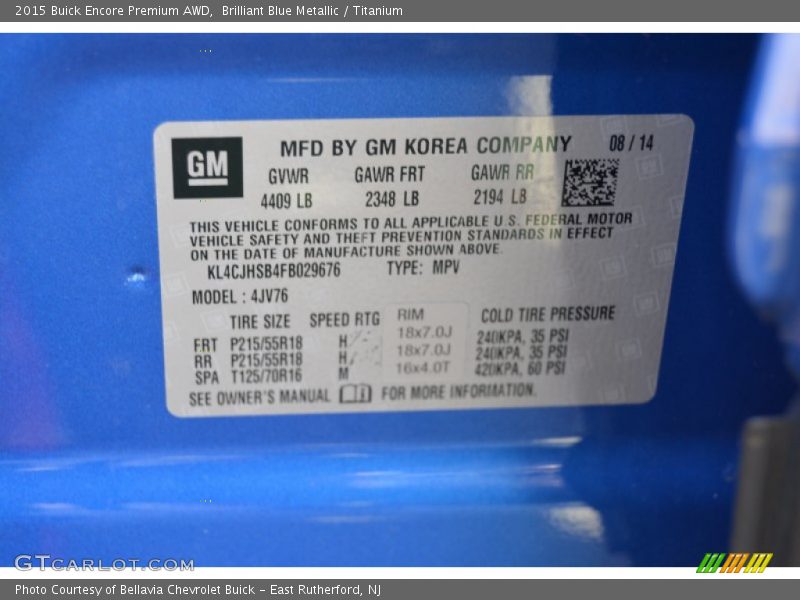 2015 Buick Encore Premium AWD,  Brilliant Blue Metallic / Titanium
GM
MFD BY GM KOREA COMPANY 08 / 14
GVWR GAWR FRT GAWR RR
4409 LB 2348 LB 2194 LB
THIS VEHICLE CONFORMS TO ALL APPLICABLE U.S. FEDERAL MOTOR
VEHICLE SAFETY AND THEFT PREVENTION STANDARDS IN EFFECT
ON THE DATE OF MANUFACTURE SHOWN ABOVE.
KL4CJHSB4FB029676 TYPE: MPV
MODEL : 4JV76
TIRE SIZE SPEED RTG RIM COLD TIRE PRESSURE
FRT P215/55R18 H 18x7.0J 240KPA, 35 PSI
RR P215/55R18 H 18x7.0J 240KPA, 35 PSI
SPA T125/70R16 M 16x4.0T 420KPA, 60 PSI
SEE OWNER'S MANUAL FOR MORE INFORMATION.
GTCARLOT.COM
Photo Courtesy of Bellavia Chevrolet Buick - East Rutherford, NJ